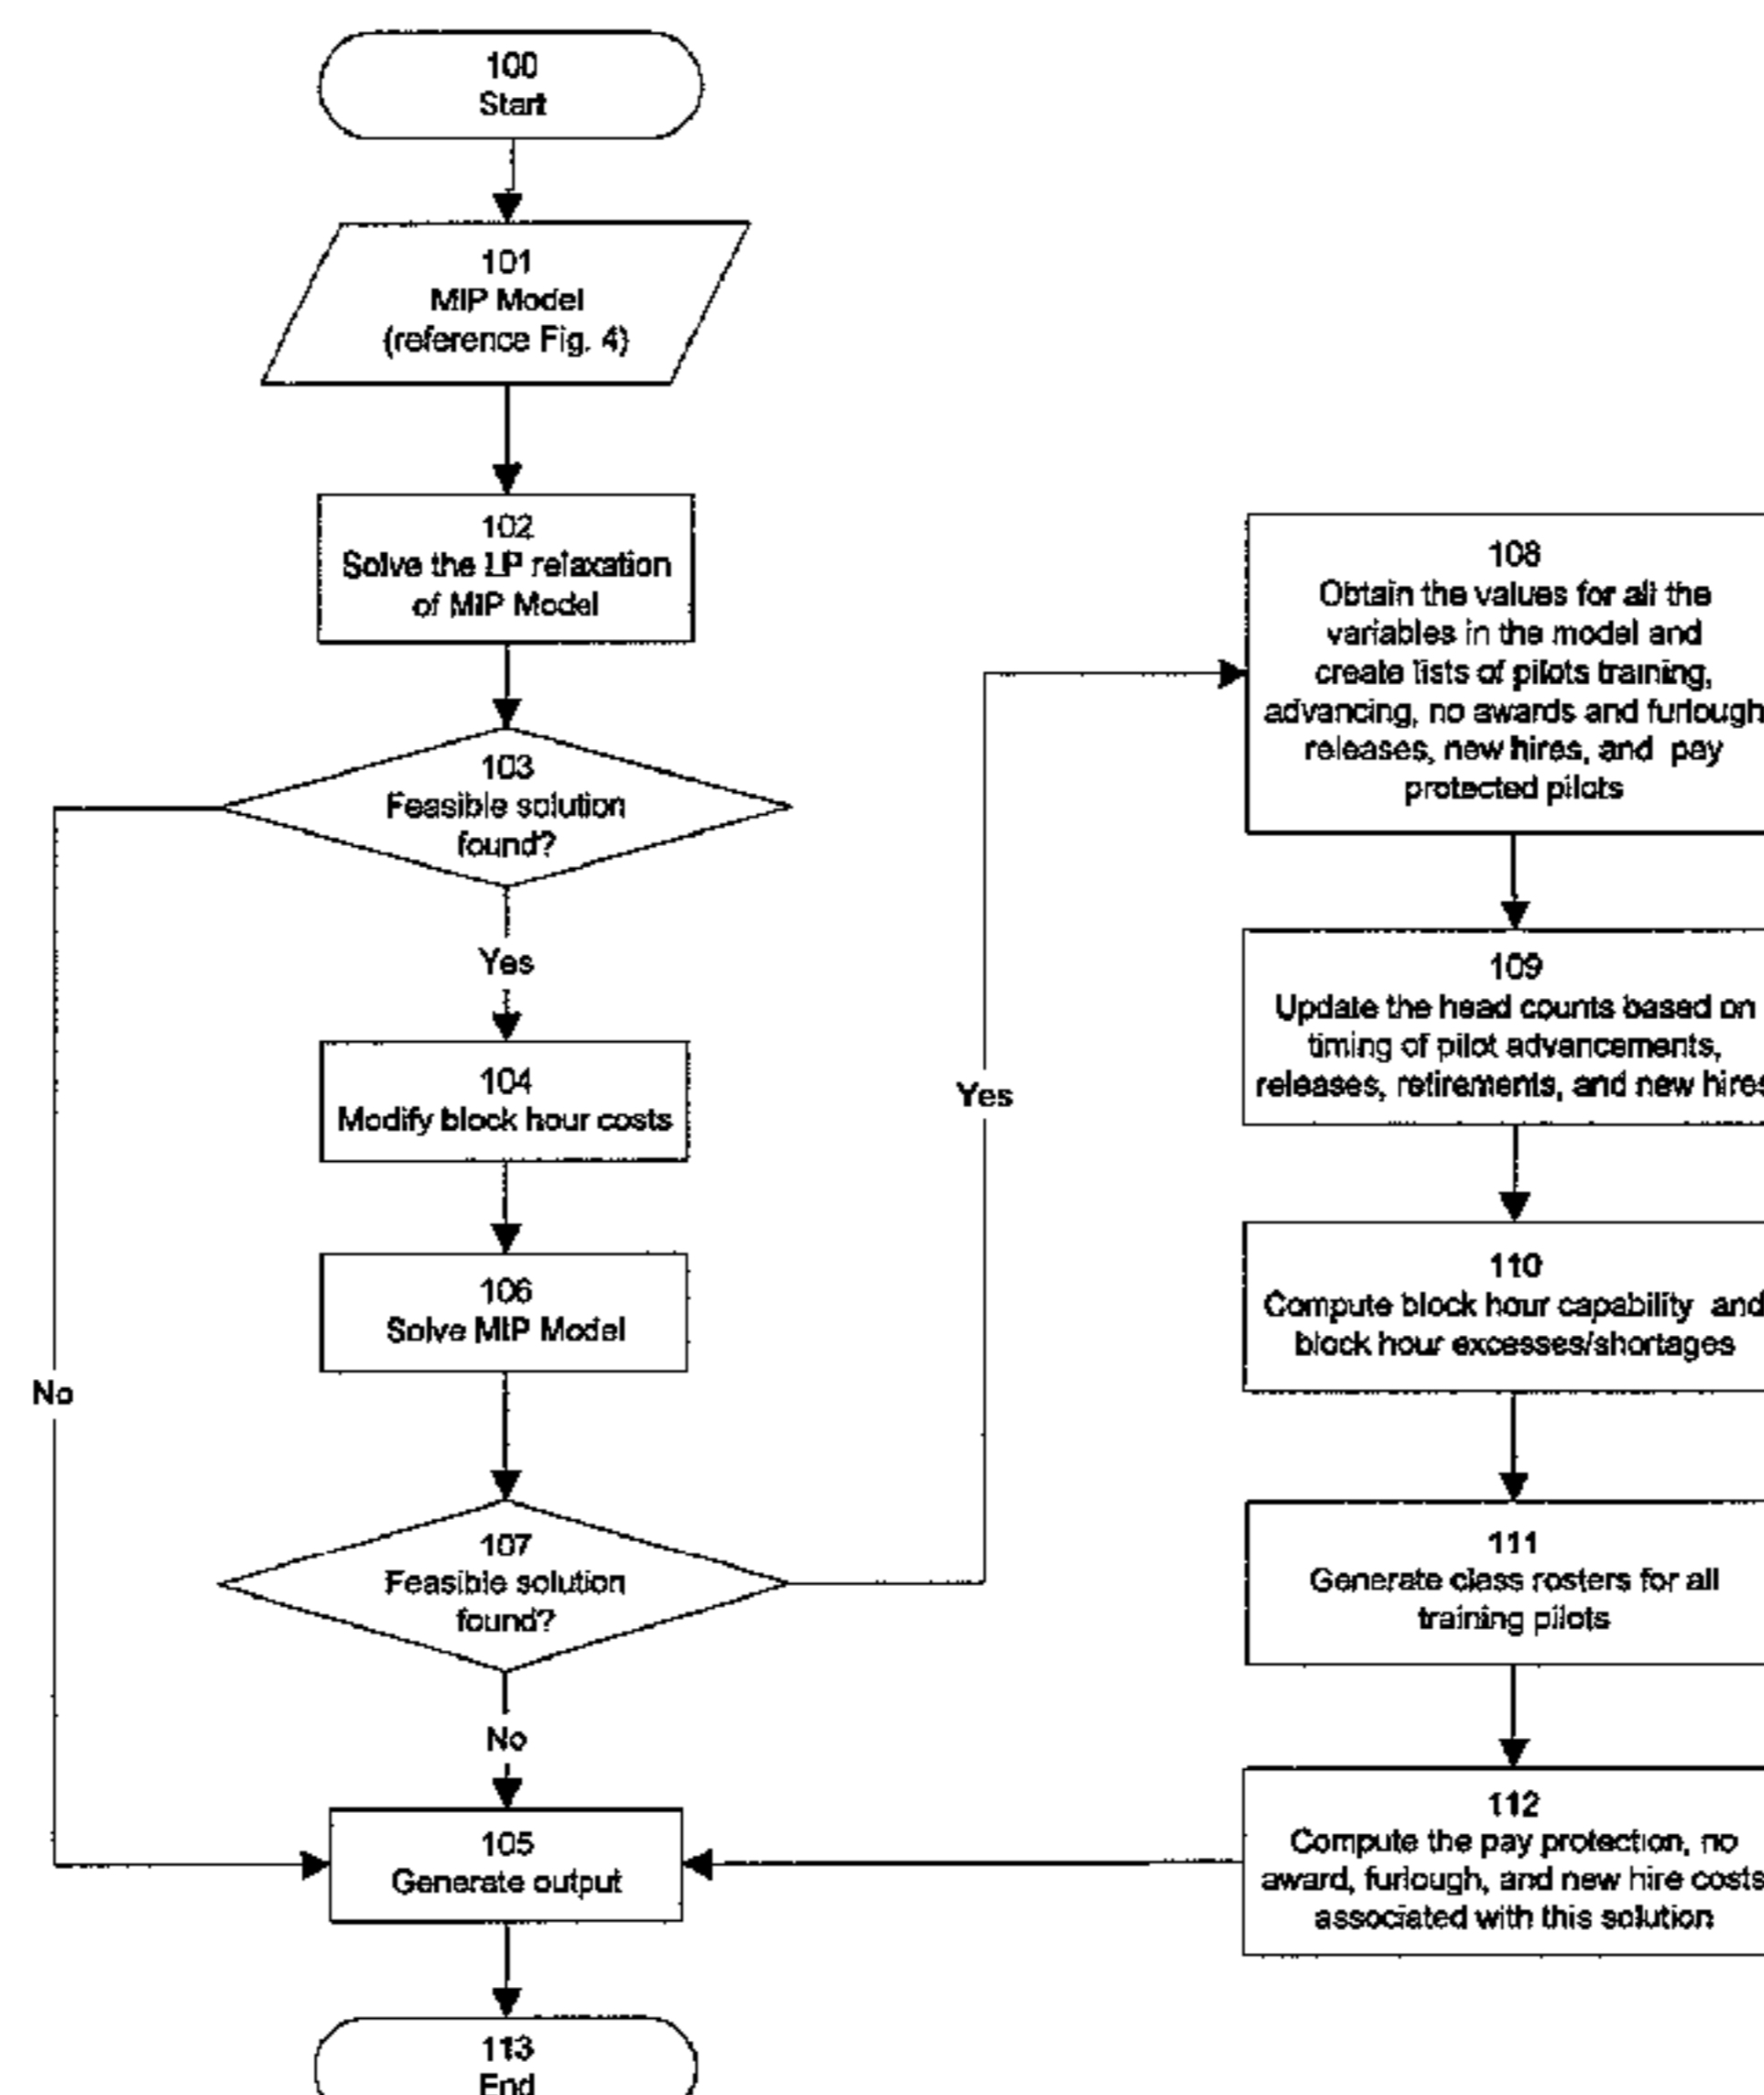 100
Start
101
MIP Model
(reference Fig. 4)
102
Solve the LP relaxation
of MIP Model
103
Feasible solution
found?
Yes
104
Modify block hour costs
106
Solve MIP Model
No
107
Feasible solution
found?
Yes
No
105
Generate output
113
End
108
Obtain the values for all the
variables in the model and
create lists of pilots training,
advancing, no awards and furlough
releases, new hires, and pay
protected pilots
109
Update the head counts based on
timing of pilot advancements,
releases, retirements, and new hires
110
Compute block hour capability and
block hour excesses/shortages
111
Generate class rosters for all
training pilots
112
Compute the pay protection, no
award, furlough, and new hire costs
associated with this solution